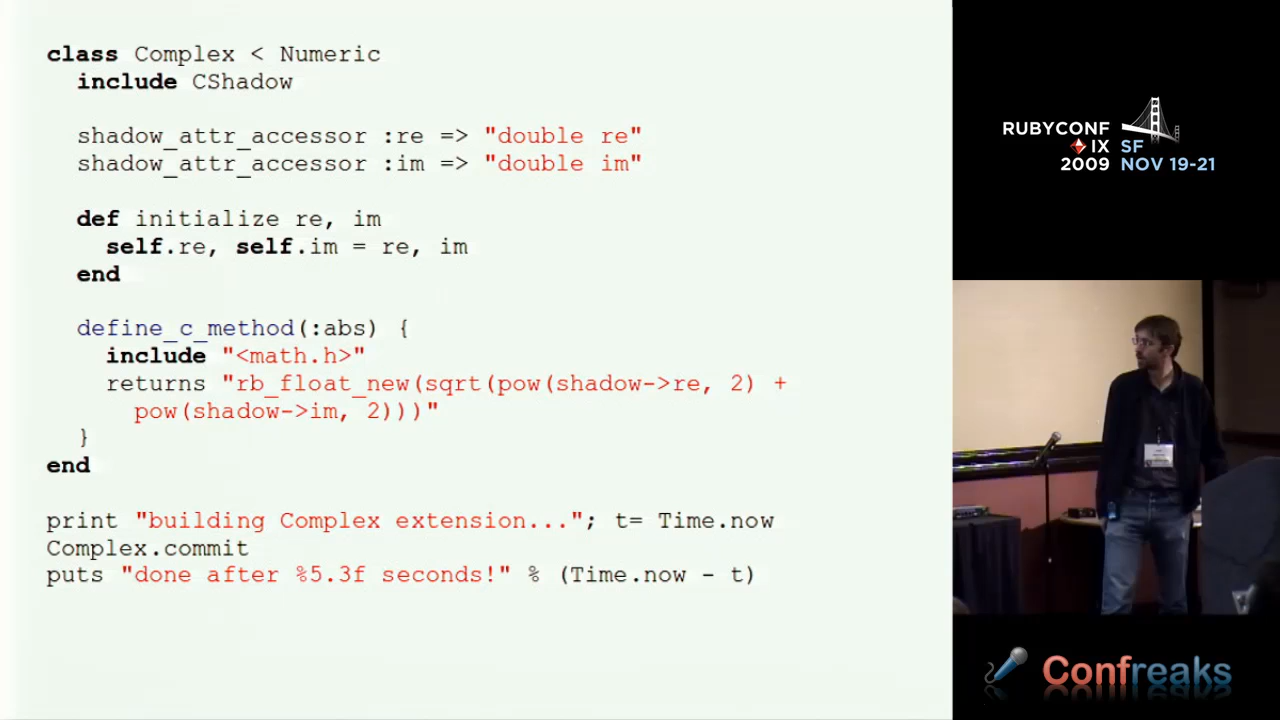 class Complex < Numeric
  include CShadow

  shadow_attr_accessor :re => "double re"
  shadow_attr_accessor :im => "double im"

  def initialize re, im
    self.re, self.im = re, im
  end

  define_c_method(:abs) {
    include "<math.h>"
    returns "rb_float_new(sqrt(pow(shadow->re, 2) +
      pow(shadow->im, 2)))"
  }
end

print "building Complex extension..."; t= Time.now
Complex.commit
puts "done after %5.3f seconds!" % (Time.now - t)
RUBYCONF
IX SF
2009 NOV 19-21
Confreaks